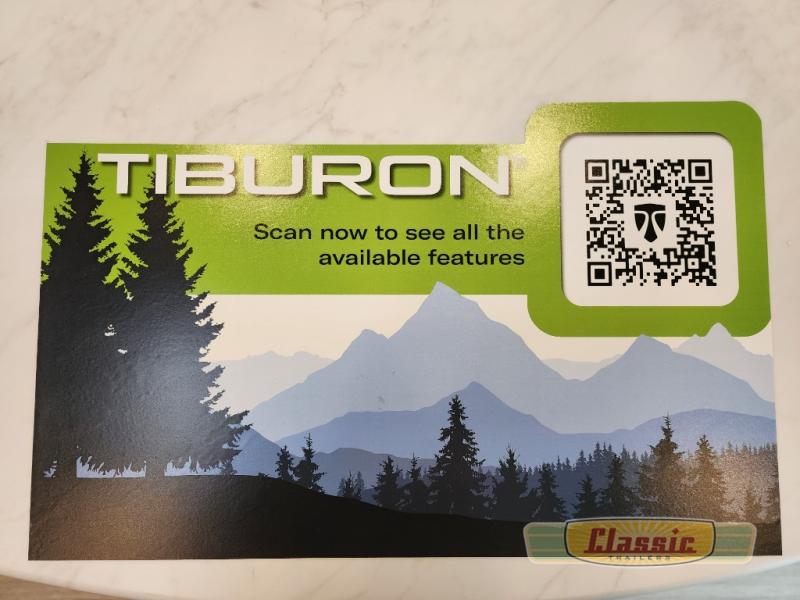 TIBURON
Scan now to see all the
available features
Classic
TRAILERS